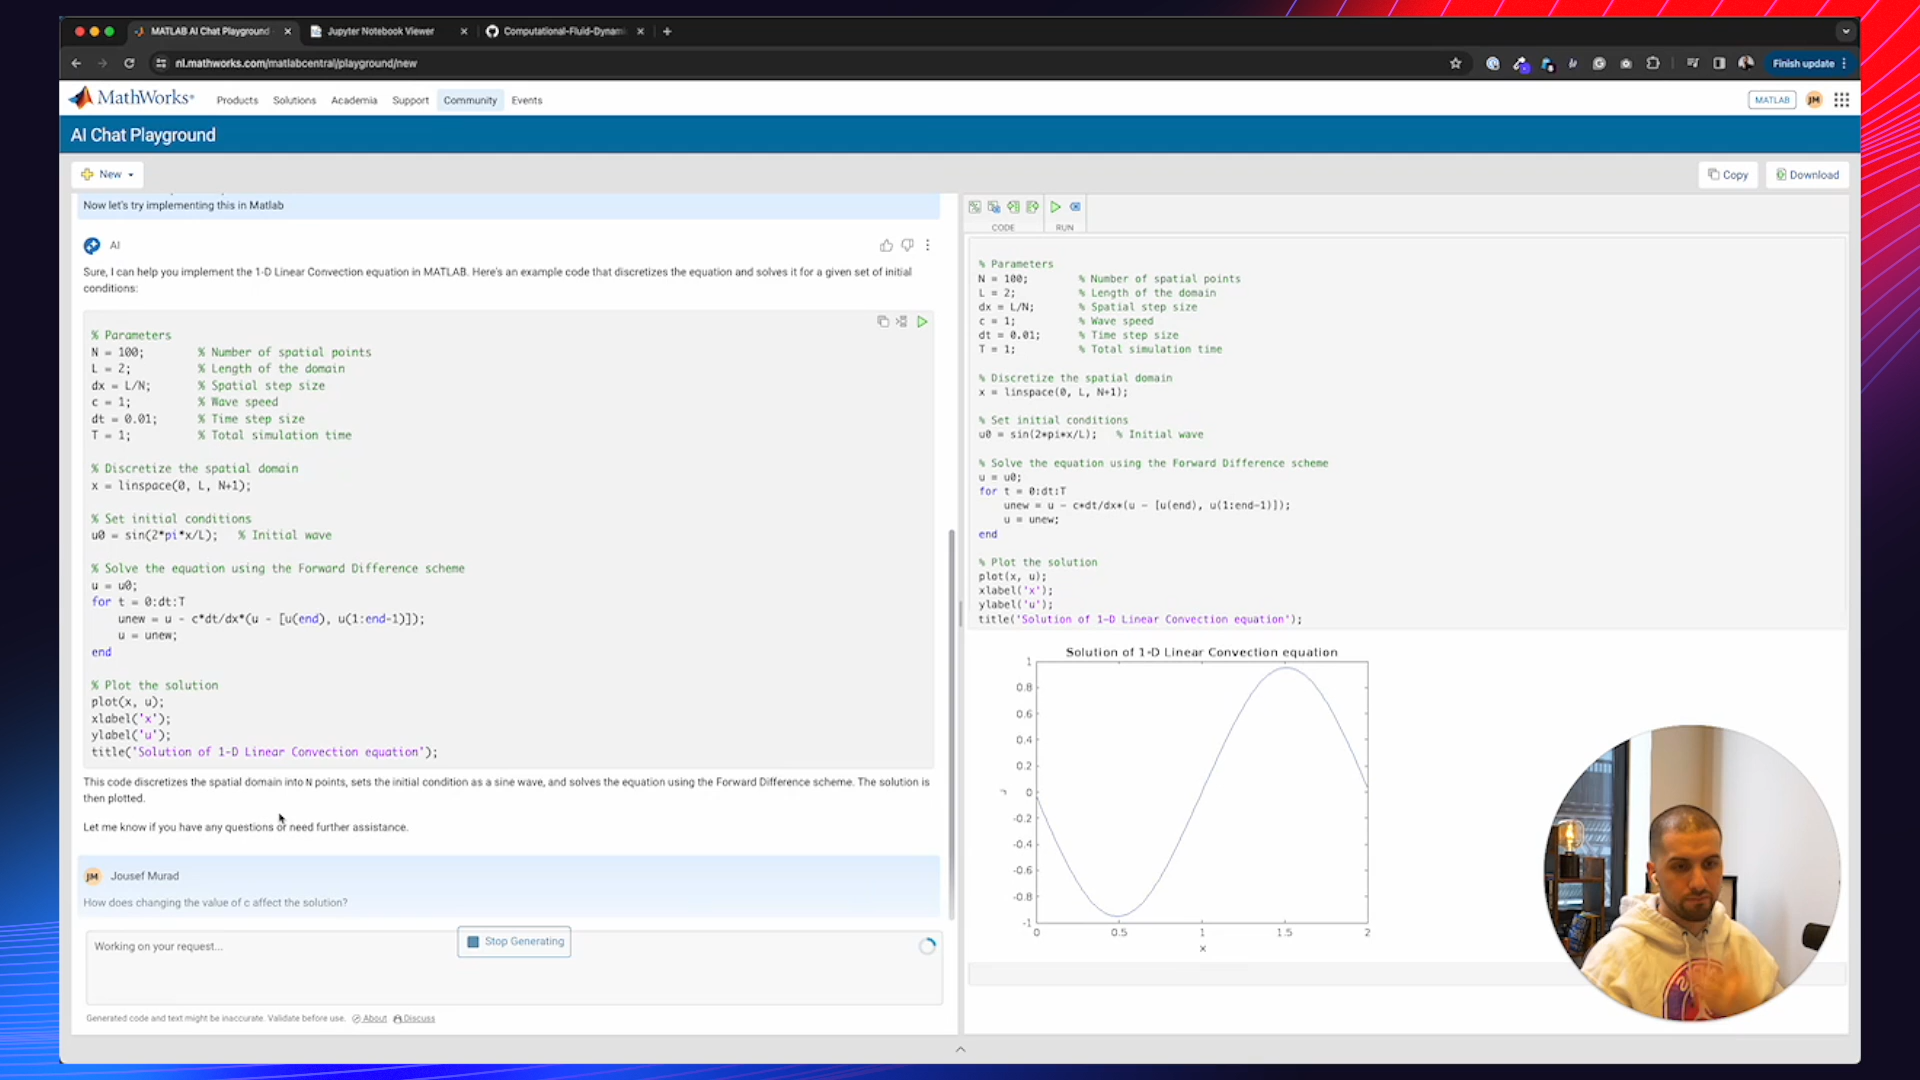 MATLAB AI Chat Playground
Jupyter Notebook Viewer
Computational-Fluid-Dynam
nl.mathworks.com/matlabcentral/playground/new
Finish update
MathWorks®
Products
Solutions
Academia
Support
Community
Events
MATLAB
JM
AI Chat Playground
New
Copy
Download
Now let's try implementing this in Matlab
AI
Sure, I can help you implement the 1-D Linear Convection equation in MATLAB. Here's an example code that discretizes the equation and solves it for a given set of initial
conditions:
% Parameters
N = 100; % Number of spatial points
L = 2; % Length of the domain
dx = L/N; % Spatial step size
c = 1; % Wave speed
dt = 0.01; % Time step size
T = 1; % Total simulation time
% Discretize the spatial domain
x = linspace(0, L, N+1);
% Set initial conditions
u0 = sin(2*pi*x/L); % Initial wave
% Solve the equation using the Forward Difference scheme
u = u0;
for t = 0:dt:T
unew = u - c*dt/dx*(u - [u(end), u(1:end-1)]);
u = unew;
end
% Plot the solution
plot(x, u);
xlabel('x');
ylabel('u');
title('Solution of 1-D Linear Convection equation');
This code discretizes the spatial domain into N points, sets the initial condition as a sine wave, and solves the equation using the Forward Difference scheme. The solution is
then plotted.
Let me know if you have any questions or need further assistance.
JM Jousef Murad
How does changing the value of c affect the solution?
Working on your request...
Stop Generating
Generated code and text might be inaccurate. Validate before use. About Discuss
CODE
RUN
% Parameters
N = 100; % Number of spatial points
L = 2; % Length of the domain
dx = L/N; % Spatial step size
c = 1; % Wave speed
dt = 0.01; % Time step size
T = 1; % Total simulation time
% Discretize the spatial domain
x = linspace(0, L, N+1);
% Set initial conditions
u0 = sin(2*pi*x/L); % Initial wave
% Solve the equation using the Forward Difference scheme
u = u0;
for t = 0:dt:T
unew = u - c*dt/dx*(u - [u(end), u(1:end-1)]);
u = unew;
end
% Plot the solution
plot(x, u);
xlabel('x');
ylabel('u');
title('Solution of 1-D Linear Convection equation');
Solution of 1-D Linear Convection equation
1
0.8
0.6
0.4
0.2
0
-0.2
-0.4
-0.6
-0.8
-1
0 0.5 1 1.5 2
x